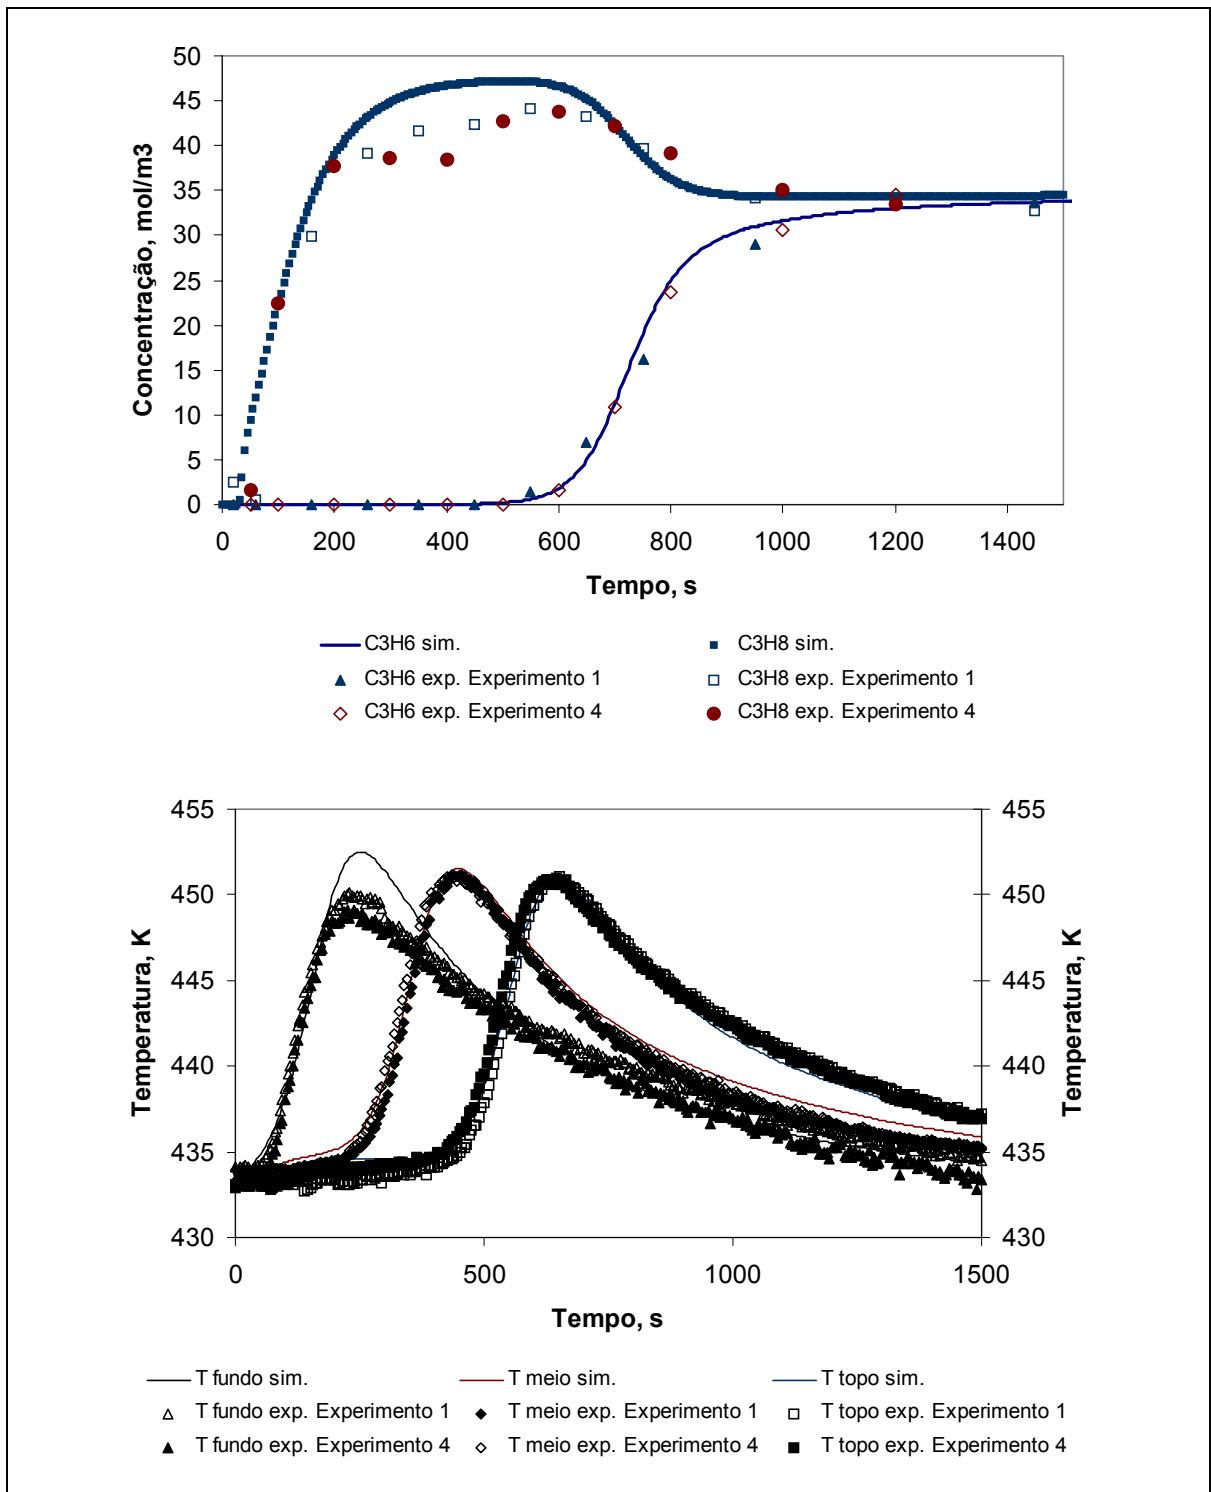 50
45
40
35
30
25
20
15
10
5
0
Concentração, mol/m3
0 200 400 600 800 1000 1200 1400
Tempo, s
C3H6 sim. C3H8 sim.
C3H6 exp. Experimento 1 C3H8 exp. Experimento 1
C3H6 exp. Experimento 4 C3H8 exp. Experimento 4
455 455
450 450
445 445
440 440
435 435
430 430
Temperatura, K
Temperatura, K
0 500 1000 1500
Tempo, s
T fundo sim. T meio sim. T topo sim.
T fundo exp. Experimento 1 T meio exp. Experimento 1 T topo exp. Experimento 1
T fundo exp. Experimento 4 T meio exp. Experimento 4 T topo exp. Experimento 4